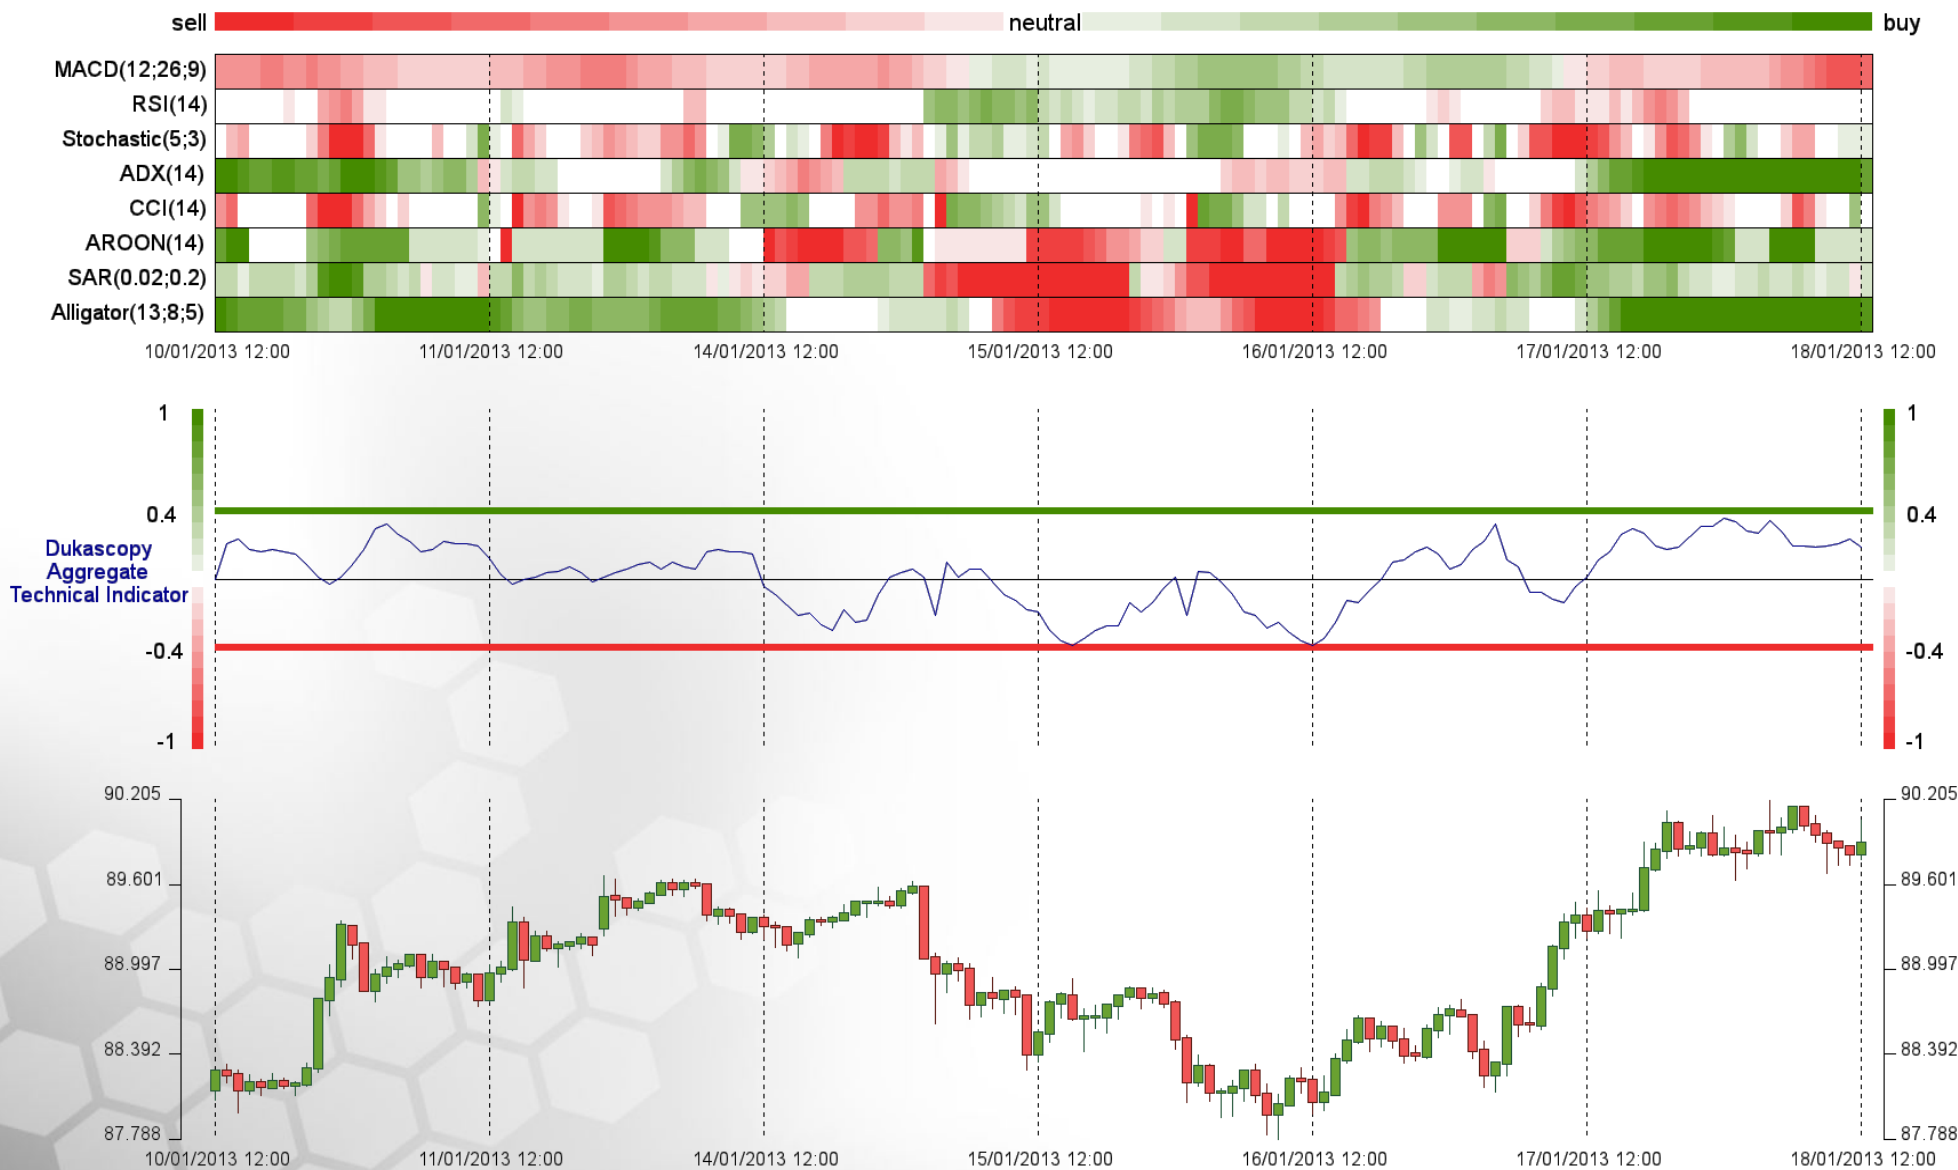 sell neutral buy
MACD(12;26;9)
RSI(14)
Stochastic(5;3)
ADX(14)
CCI(14)
AROON(14)
SAR(0.02;0.2)
Alligator(13;8;5)
10/01/2013 12:00 11/01/2013 12:00 14/01/2013 12:00 15/01/2013 12:00 16/01/2013 12:00 17/01/2013 12:00 18/01/2013 12:00
1 1
0.4 0.4
Dukascopy
Aggregate
Technical Indicator
-0.4 -0.4
-1 -1
90.205 90.205
89.601 89.601
88.997 88.997
88.392 88.392
87.788 87.788
10/01/2013 12:00 11/01/2013 12:00 14/01/2013 12:00 15/01/2013 12:00 16/01/2013 12:00 17/01/2013 12:00 18/01/2013 12:00